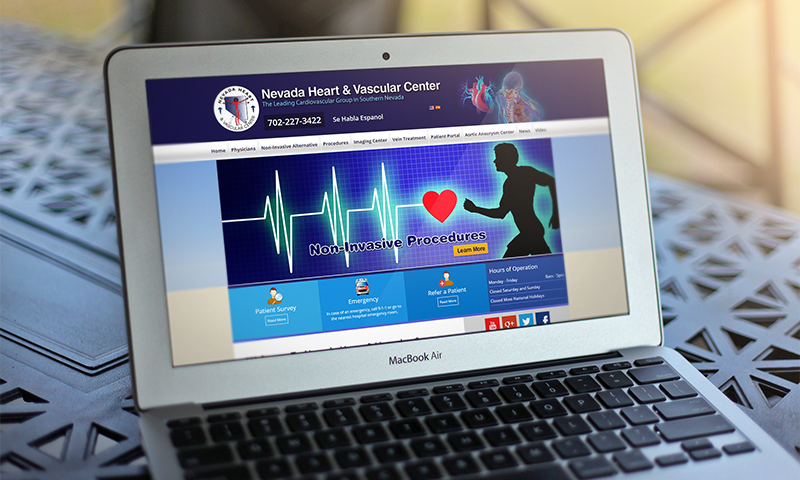 NEVADA HEART
VASCULAR CENTER
Nevada Heart & Vascular Center
The Leading Cardiovascular Group in Southern Nevada
702-227-3422 Se Habla Espanol
Home Physicians Non-Invasive Alternative Procedures Imaging Center Vein Treatment Patient Portal Aortic Aneurysm Center News Video
Non-Invasive Procedures
Learn More
Patient Survey
Read More
Emergency
In case of an emergency, call 9-1-1 or go to
the nearest hospital emergency room.
Refer a Patient
Read More
Hours of Operation
Monday - Friday 8am - 5pm
Closed Saturday and Sunday
Closed Most National Holidays
MacBook Air